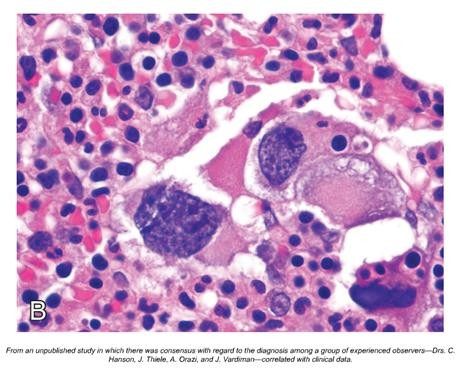 B
From an unpublished study in which there was consensus with regard to the diagnosis among a group of experienced observers—Drs. C.
Hanson, J. Thiele, A. Orazi, and J. Vardiman—correlated with clinical data.